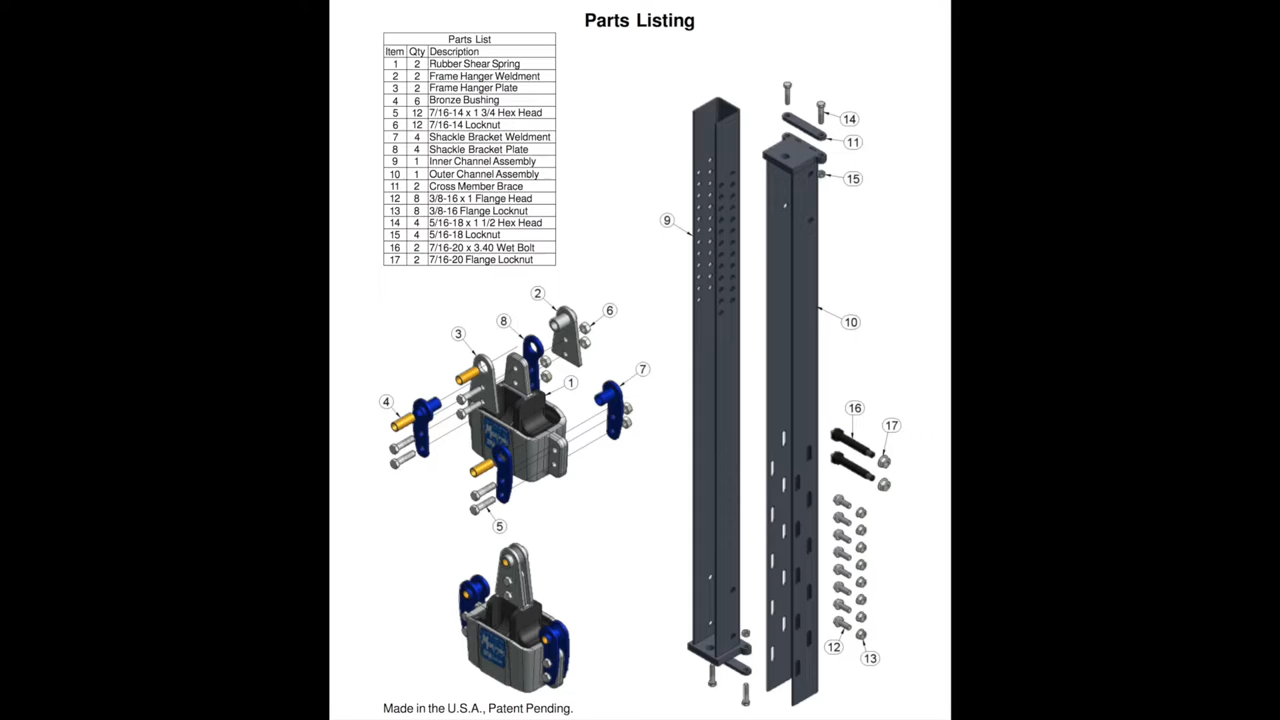 Parts Listing
Parts List
Item Qty Description
1 2 Rubber Shear Spring
2 2 Frame Hanger Weldment
3 2 Frame Hanger Plate
4 6 Bronze Bushing
5 12 7/16-14 x 1 3/4 Hex Head
6 12 7/16-14 Locknut
7 4 Shackle Bracket Weldment
8 4 Shackle Bracket Plate
9 1 Inner Channel Assembly
10 1 Outer Channel Assembly
11 2 Cross Member Brace
12 8 3/8-16 x 1 Flange Head
13 8 3/8-16 Flange Locknut
14 4 5/16-18 x 1 1/2 Hex Head
15 4 5/16-18 Locknut
16 2 7/16-20 x 3.40 Wet Bolt
17 2 7/16-20 Flange Locknut
14
11
15
9
10
2
6
8
3
7
1
4
5
16
17
12
13
Made in the U.S.A., Patent Pending.